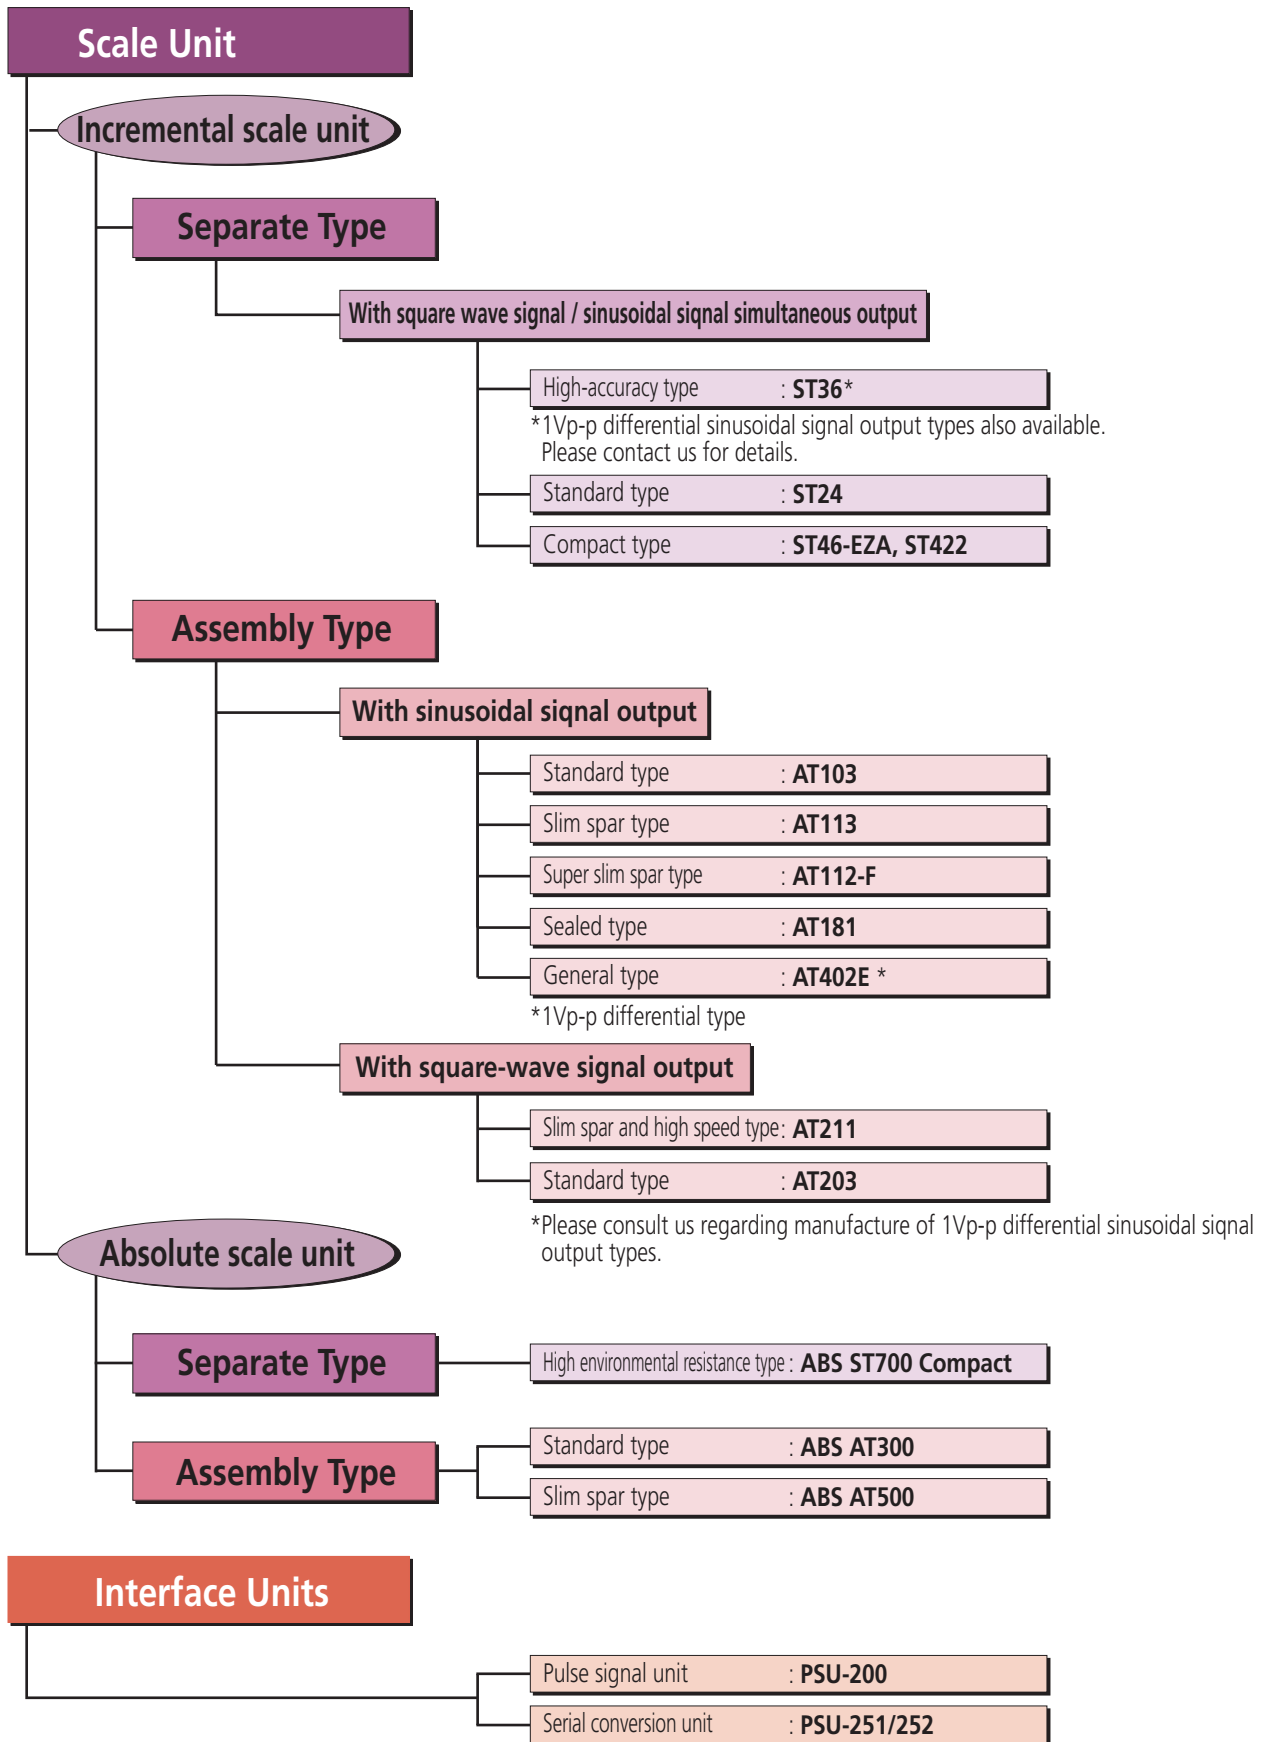 Scale Unit
Incremental scale unit
Separate Type
With square wave signal / sinusoidal siqnal simultaneous output
High-accuracy type : ST36*
*1Vp-p differential sinusoidal signal output types also available.
Please contact us for details.
Standard type : ST24
Compact type : ST46-EZA, ST422
Assembly Type
With sinusoidal siqnal output
Standard type : AT103
Slim spar type : AT113
Super slim spar type : AT112-F
Sealed type : AT181
General type : AT402E *
*1Vp-p differential type
With square-wave signal output
Slim spar and high speed type: AT211
Standard type : AT203
*Please consult us regarding manufacture of 1Vp-p differential sinusoidal siqnal
output types.
Absolute scale unit
Separate Type
High environmental resistance type : ABS ST700 Compact
Assembly Type
Standard type : ABS AT300
Slim spar type : ABS AT500
Interface Units
Pulse signal unit : PSU-200
Serial conversion unit : PSU-251/252